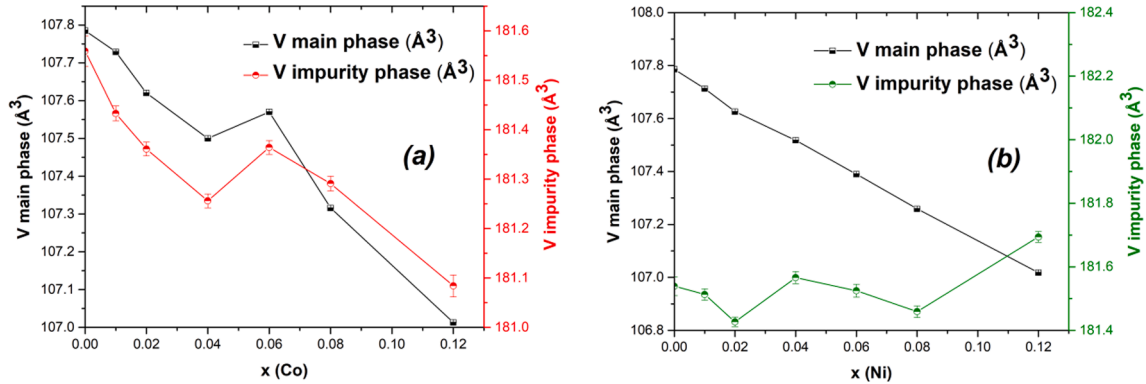 107.8
107.7
107.6
107.5
107.4
107.3
107.2
107.1
107.0
V main phase (Å³)
V main phase (Å³)
V impurity phase (Å³)
(a)
181.6
181.5
181.4
181.3
181.2
181.1
181.0
V impurity phase (Å³)
0.00 0.02 0.04 0.06 0.08 0.10 0.12
x (Co)
108.0
107.8
107.6
107.4
107.2
107.0
106.8
V main phase (Å³)
V main phase (Å³)
V impurity phase (Å³)
(b)
182.4
182.2
182.0
181.8
181.6
181.4
V impurity phase (Å³)
0.00 0.02 0.04 0.06 0.08 0.10 0.12
x (Ni)